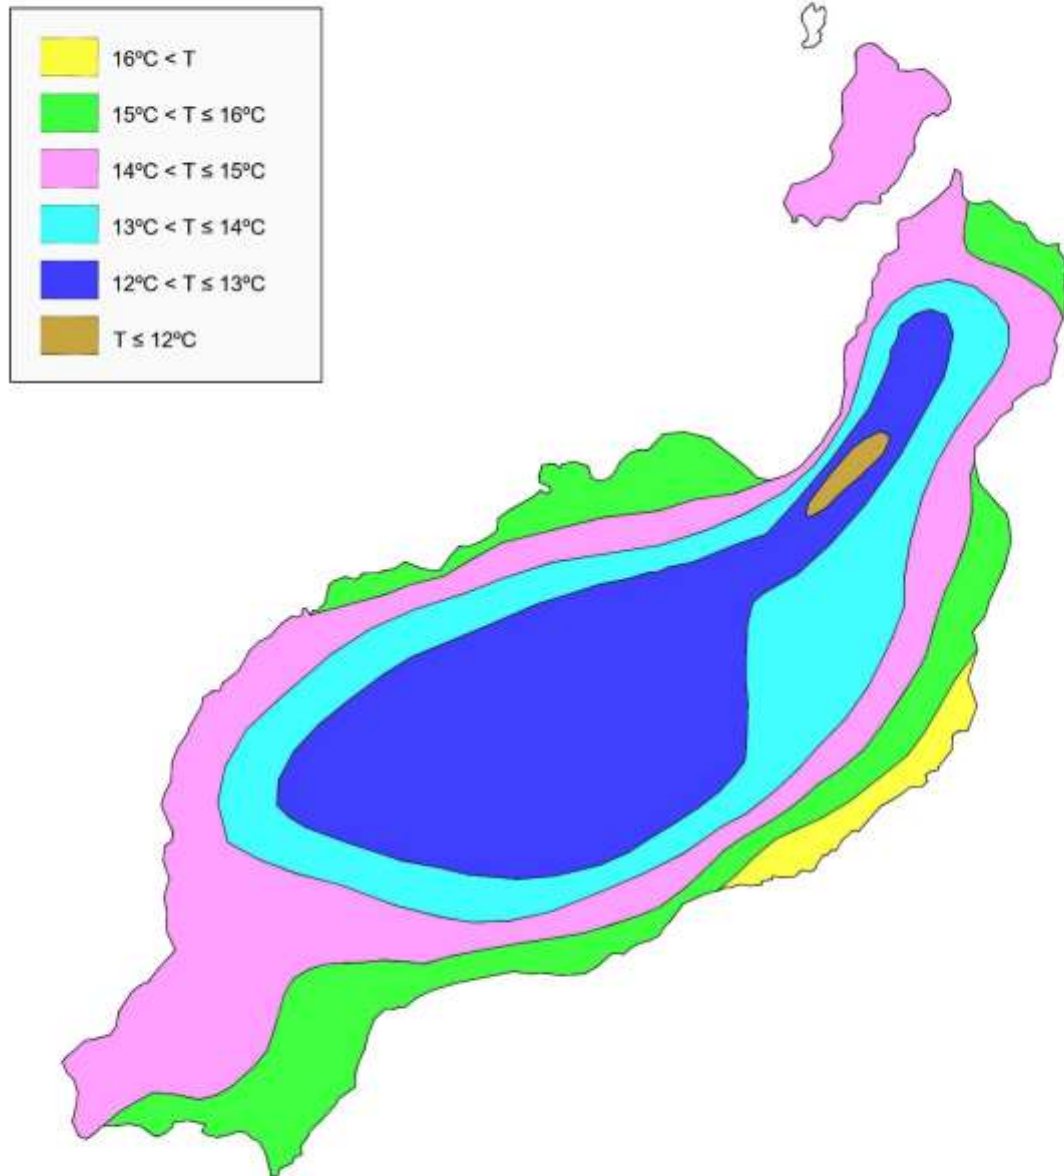 16ºC < T
15ºC < T ≤ 16ºC
14ºC < T ≤ 15ºC
13ºC < T ≤ 14ºC
12ºC < T ≤ 13ºC
T ≤ 12ºC